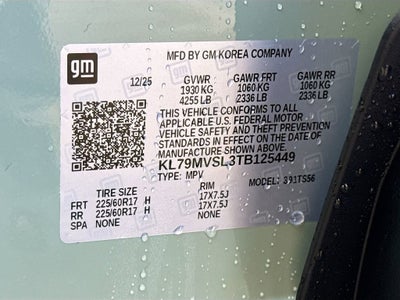 gm
MFD BY GM KOREA COMPANY
12/25 GVWR GAWR FRT GAWR RR
1930 KG 1060 KG 1060 KG
4255 LB 2336 LB 2336 LB
THIS VEHICLE CONFORMS TO ALL
APPLICABLE U.S. FEDERAL MOTOR
VEHICLE SAFETY AND THEFT PREVENTION
STANDARDS IN EFFECT ON THE DATE OF
MANUFACTURE SHOWN ABOVE.
KL79MVSL3TB125449
TYPE: MPV MODEL: 391TS56
TIRE SIZE RIM
FRT 225/60R17 H 17X7.5J
RR 225/60R17 H 17X7.5J
SPA NONE NONE